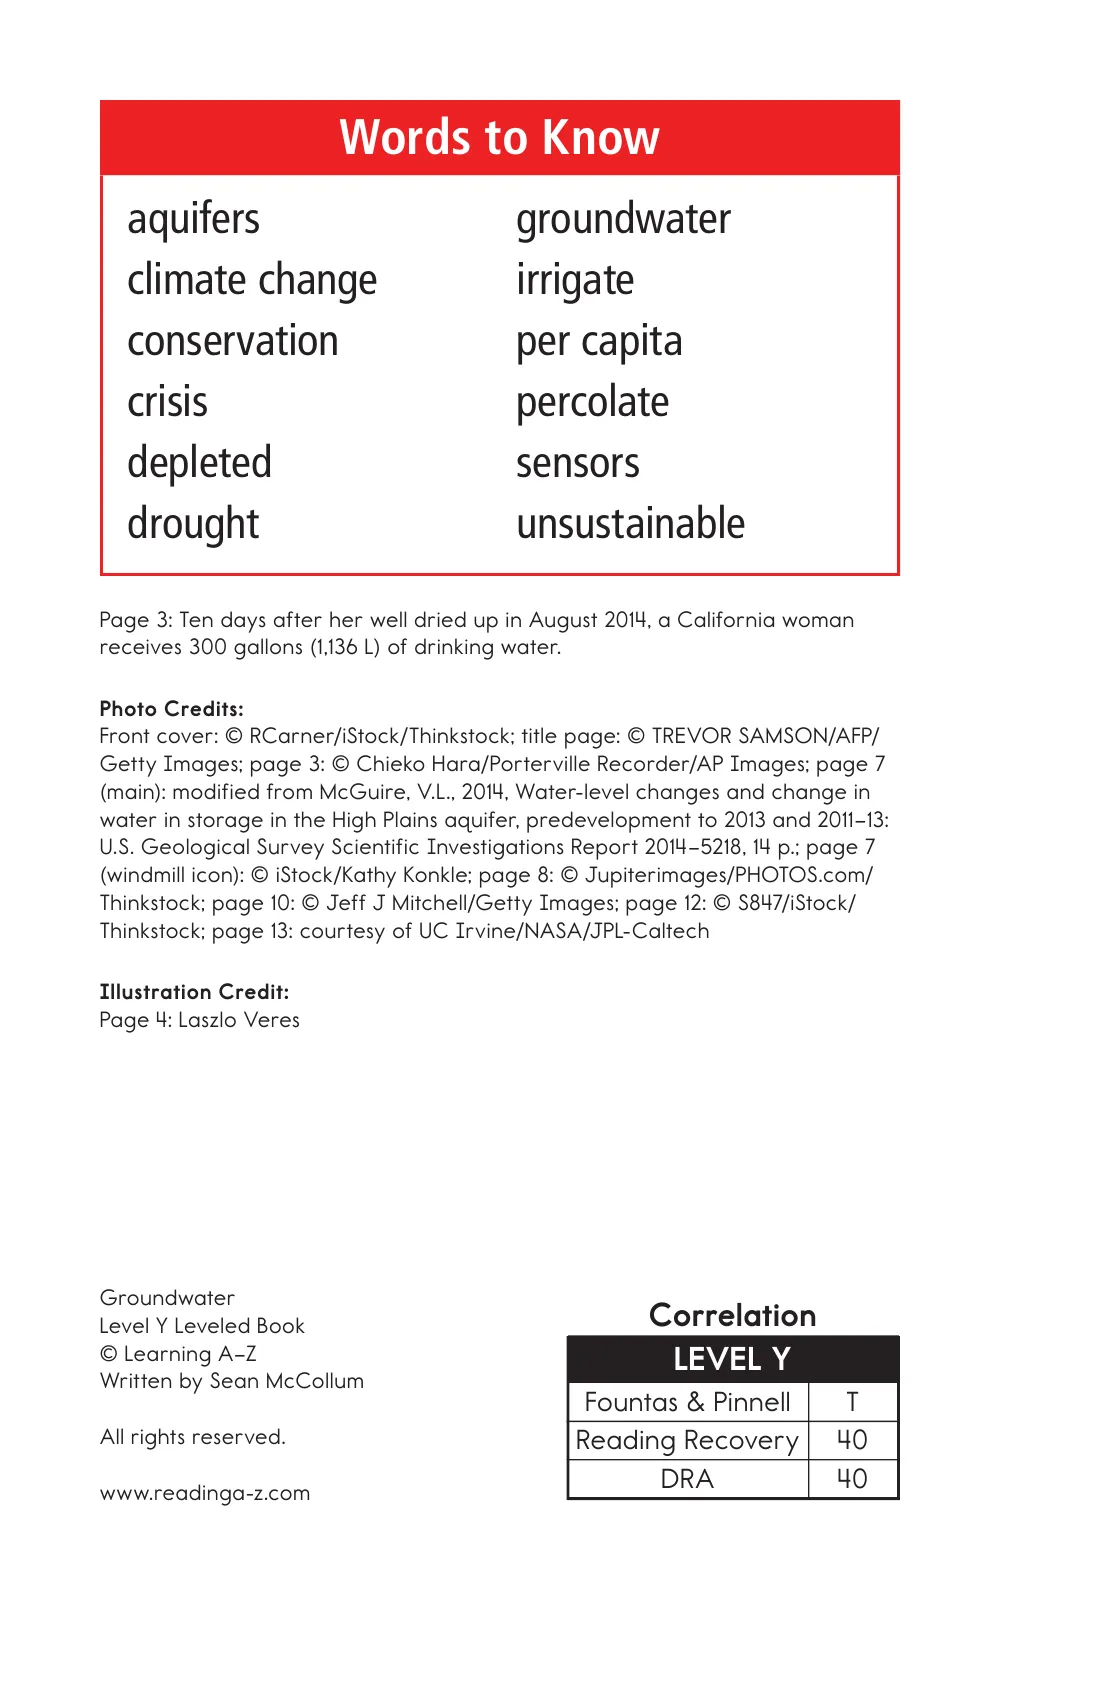 Words to Know
aquifers
climate change
conservation
crisis
depleted
drought
groundwater
irrigate
per capita
percolate
sensors
unsustainable
Page 3: Ten days after her well dried up in August 2014, a California woman
receives 300 gallons (1,136 L) of drinking water.
Photo Credits:
Front cover: © RCarner/iStock/Thinkstock; title page: © TREVOR SAMSON/AFP/
Getty Images; page 3: © Chieko Hara/Porterville Recorder/AP Images; page 7
(main): modified from McGuire, V.L., 2014, Water-level changes and change in
water in storage in the High Plains aquifer, predevelopment to 2013 and 2011–13:
U.S. Geological Survey Scientific Investigations Report 2014–5218, 14 p.; page 7
(windmill icon): © iStock/Kathy Konkle; page 8: © Jupiterimages/PHOTOS.com/
Thinkstock; page 10: © Jeff J Mitchell/Getty Images; page 12: © S847/iStock/
Thinkstock; page 13: courtesy of UC Irvine/NASA/JPL-Caltech
Illustration Credit:
Page 4: Laszlo Veres
Groundwater
Level Y Leveled Book
© Learning A–Z
Written by Sean McCollum
All rights reserved.
www.readinga-z.com
Correlation
LEVEL Y
Fountas & Pinnell T
Reading Recovery 40
DRA 40